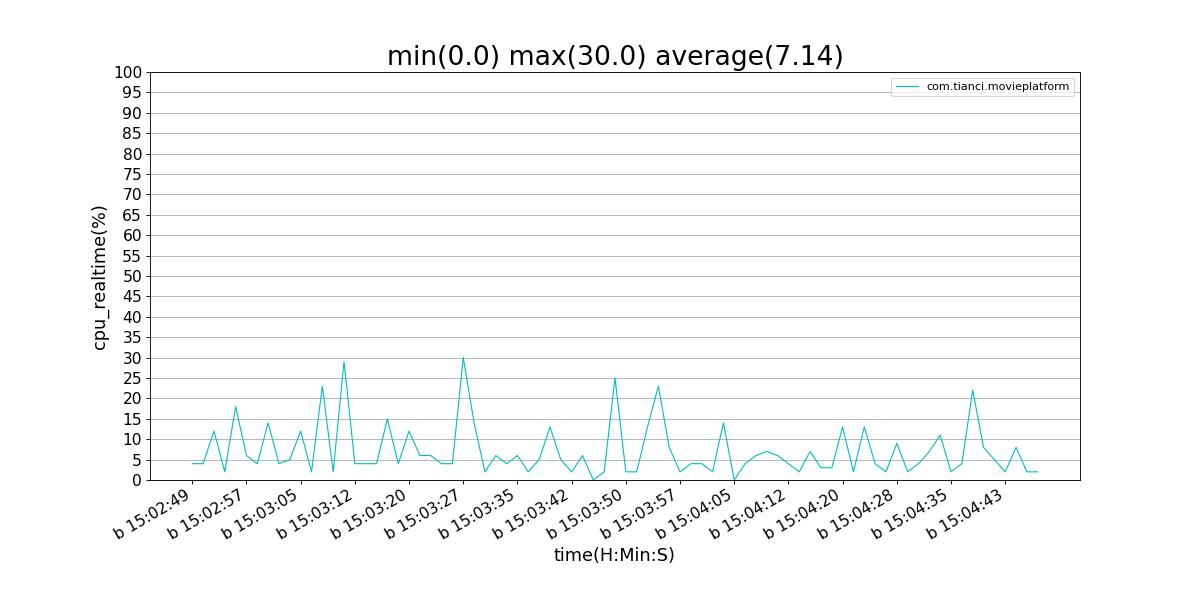 min(0.0) max(30.0) average(7.14)
com.tianci.movieplatform
100
95
90
85
80
75
70
65
60
55
50
45
40
35
30
25
20
15
10
5
0
cpu_realtime(%)
b 15:02:49
b 15:02:57
b 15:03:05
b 15:03:12
b 15:03:20
b 15:03:27
b 15:03:35
b 15:03:42
b 15:03:50
b 15:03:57
b 15:04:05
b 15:04:12
b 15:04:20
b 15:04:28
b 15:04:35
b 15:04:43
time(H:Min:S)